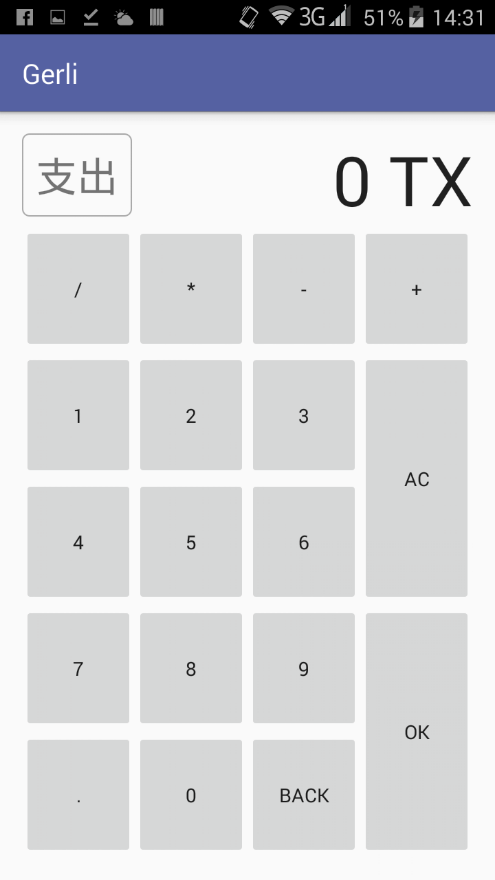 3G 51% 14:31
Gerli
支出 0 TX
/ * - +
1 2 3
AC
4 5 6
7 8 9
OK
. 0 BACK